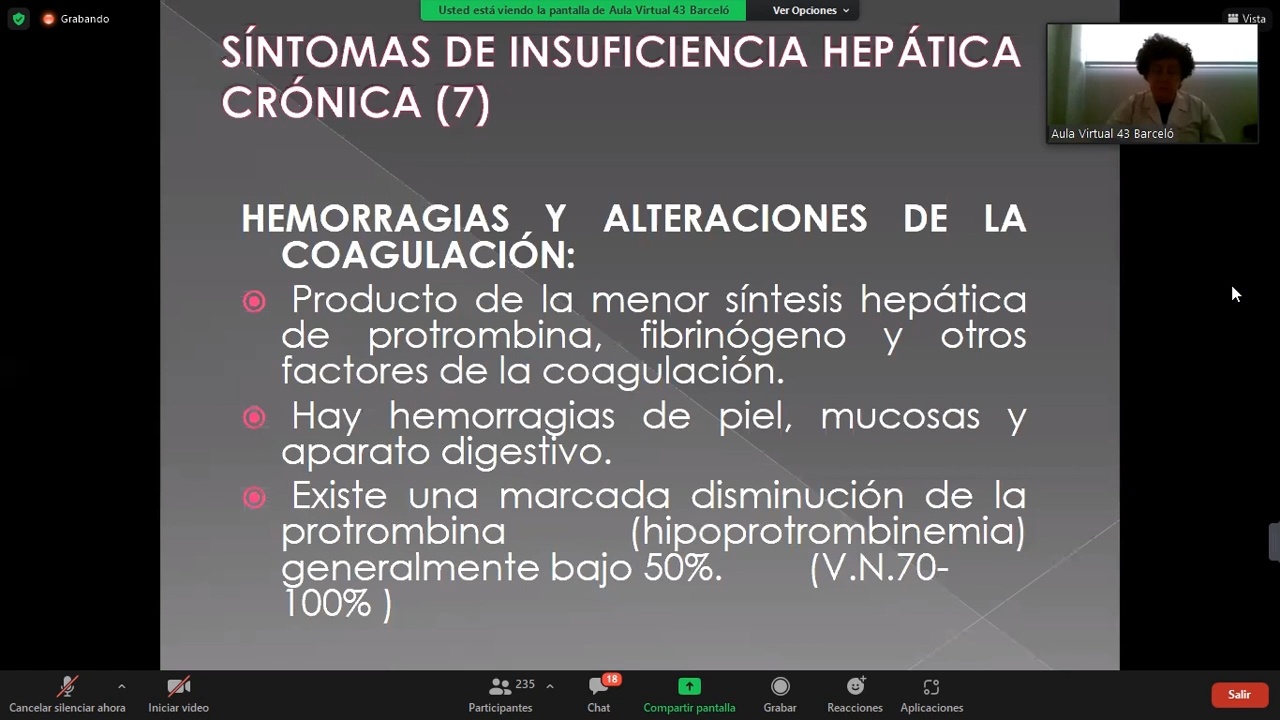 Grabando
Usted está viendo la pantalla de Aula Virtual 43 Barceló
Ver Opciones
Vista
SÍNTOMAS DE INSUFICIENCIA HEPÁTICA
CRÓNICA (7)
Aula Virtual 43 Barceló
HEMORRAGIAS Y ALTERACIONES DE LA
COAGULACIÓN:
Producto de la menor síntesis hepática
de protrombina, fibrinógeno y otros
factores de la coagulación.
Hay hemorragias de piel, mucosas y
aparato digestivo.
Existe una marcada disminución de la
protrombina (hipoprotrombinemia)
generalmente bajo 50%. (V.N.70-
100% )
Cancelar silenciar ahora
Iniciar video
235
Participantes
18
Chat
Compartir pantalla
Grabar
Reacciones
Aplicaciones
Salir